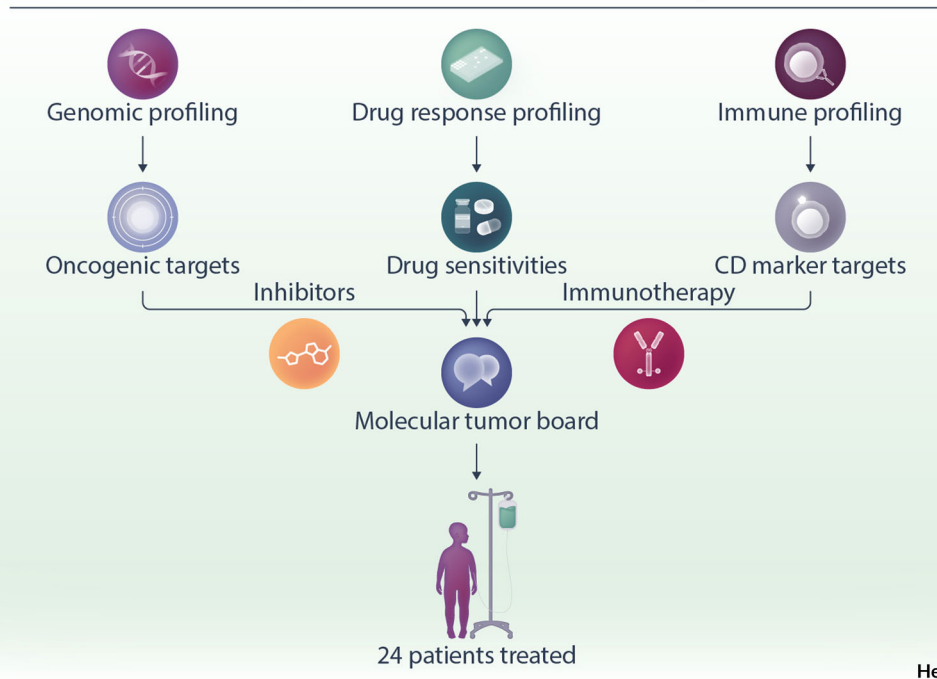 Genomic profiling
Drug response profiling
Immune profiling
Oncogenic targets
Drug sensitivities
CD marker targets
Inhibitors
Immunotherapy
Molecular tumor board
24 patients treated
He